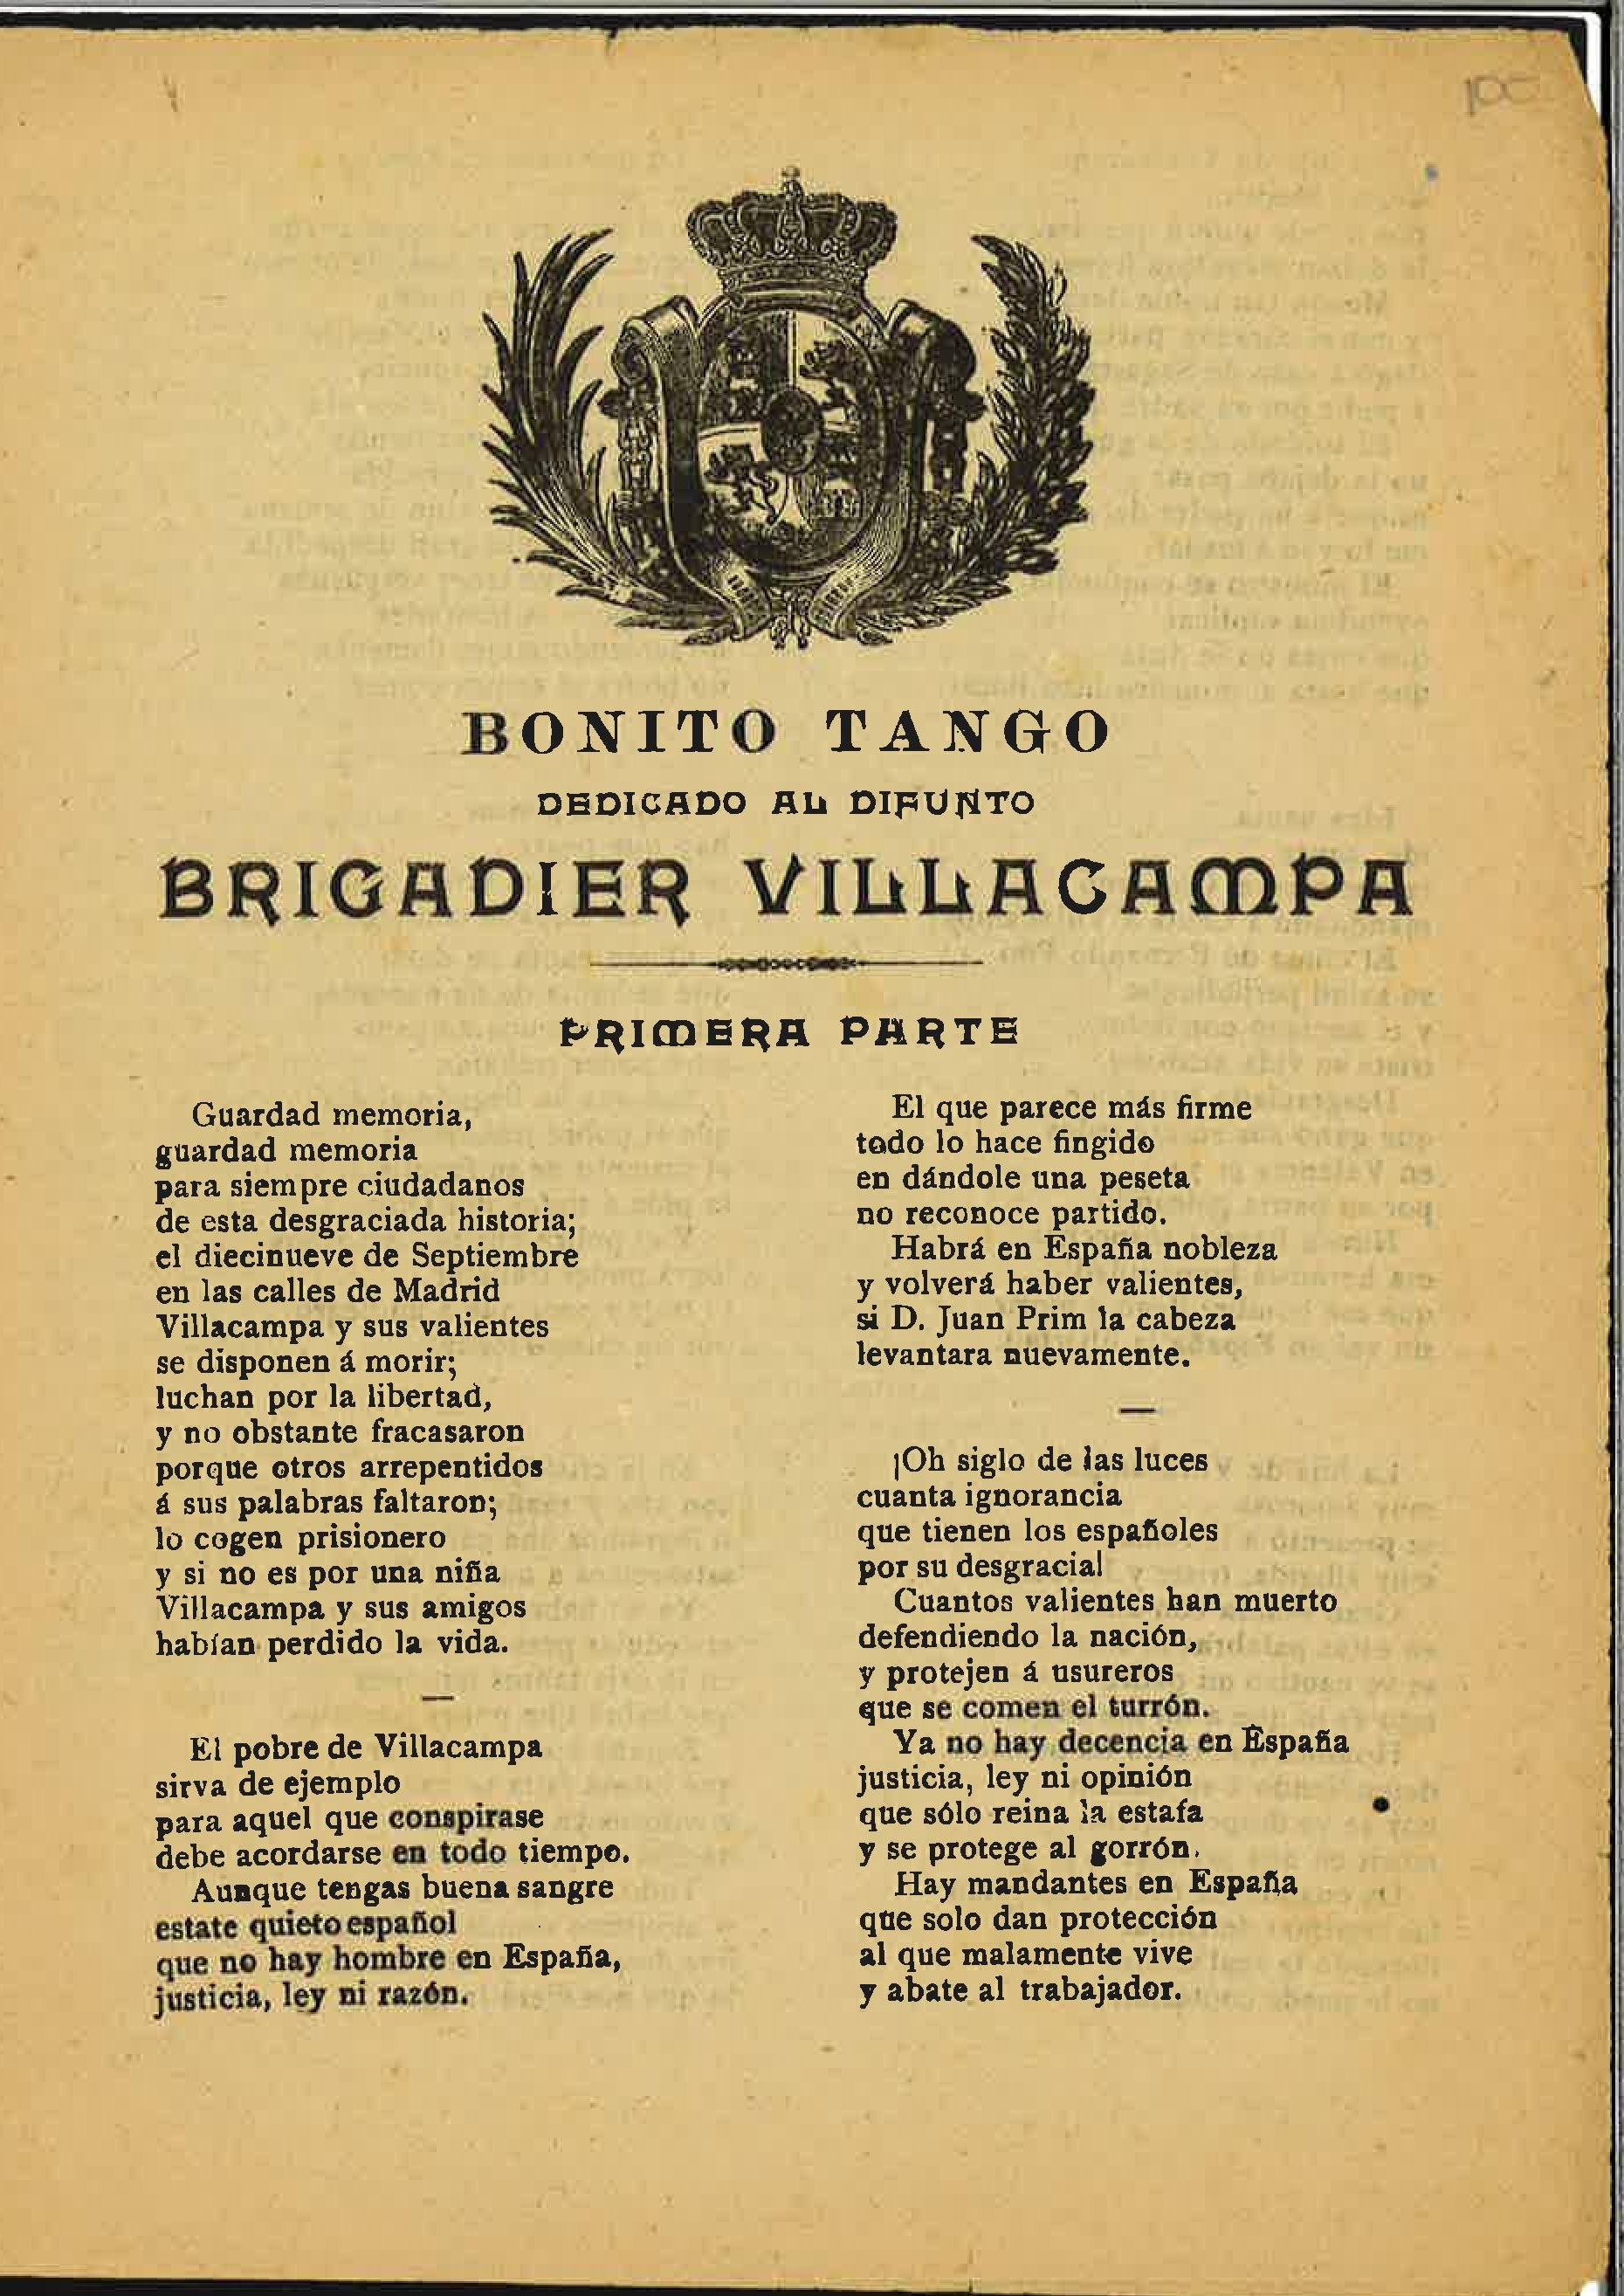 100
BONITO TANGO
DEDICADO AL DIFUNTO
BRIGADIER VILLACAMPA
PRIMERA PARTE
Guardad memoria,
guardad memoria
para siempre ciudadanos
de esta desgraciada historia;
el diecinueve de Septiembre
en las calles de Madrid
Villacampa y sus valientes
se disponen á morir;
luchan por la libertad,
y no obstante fracasaron
porque otros arrepentidos
á sus palabras faltaron;
lo cogen prisionero
y si no es por una niña
Villacampa y sus amigos
habían perdido la vida.
—
El pobre de Villacampa
sirva de ejemplo
para aquel que conspirase
debe acordarse en todo tiempo.
Aunque tengas buena sangre
estate quieto español
que no hay hombre en España,
justicia, ley ni razón.
El que parece más firme
todo lo hace fingido
en dándole una peseta
no reconoce partido.
Habrá en España nobleza
y volverá haber valientes,
si D. Juan Prim la cabeza
levantara nuevamente.
—
¡Oh siglo de las luces
cuanta ignorancia
que tienen los españoles
por su desgracia!
Cuantos valientes han muerto
defendiendo la nación,
y protejen á usureros
que se comen el turrón.
Ya no hay decencia en España
justicia, ley ni opinión
que sólo reina la estafa
y se protege al gorrón.
Hay mandantes en España
que solo dan protección
al que malamente vive
y abate al trabajador.